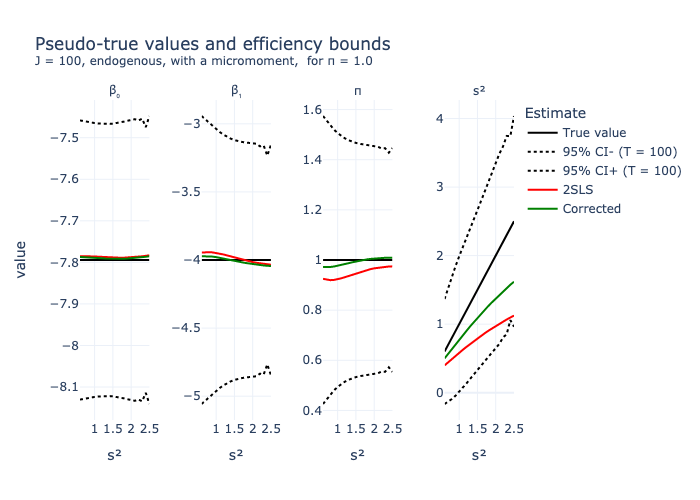 Pseudo-true values and efficiency bounds
J = 100, endogenous, with a micromoment,  for π = 1.0
β₀ β₁ π s²
Estimate
True value
95% CI- (T = 100)
95% CI+ (T = 100)
2SLS
Corrected
value
−7.5
−7.6
−7.7
−7.8
−7.9
−8
−8.1
−3
−3.5
−4
−4.5
−5
1.6
1.4
1.2
1
0.8
0.6
0.4
4
3
2
1
0
1 1.5 2 2.5 1 1.5 2 2.5 1 1.5 2 2.5 1 1.5 2 2.5
s² s² s² s²